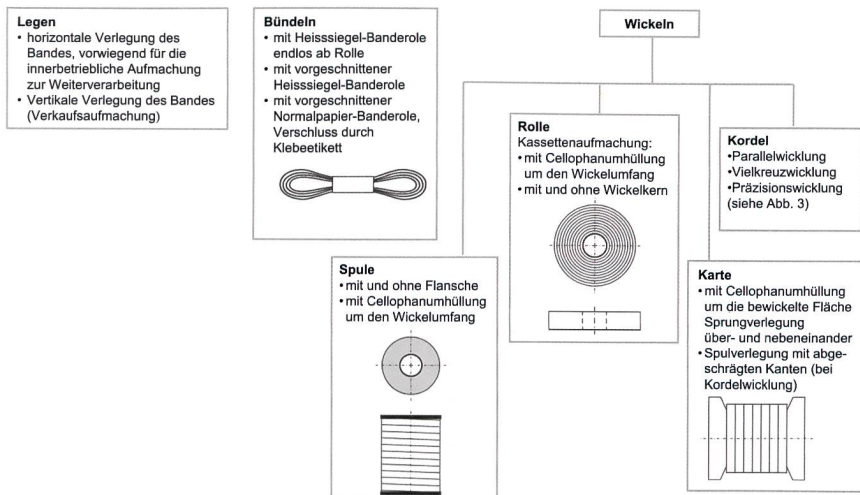 Legen
• horizontale Verlegung des
Bandes, vorwiegend für die
innerbetriebliche Aufmachung
zur Weiterverarbeitung
• Vertikale Verlegung des Bandes
(Verkaufsaufmachung)
Bündeln
• mit Heisssiegel-Banderole
endlos ab Rolle
• mit vorgeschnittener
Heisssiegel-Banderole
• mit vorgeschnittener
Normalpapier-Banderole,
Verschluss durch
Klebeetikett
Wickeln
Spule
• mit und ohne Flansche
• mit Cellophanumhüllung
um den Wickelumfang
Rolle
Kassettenaufmachung:
• mit Cellophanumhüllung
um den Wickelumfang
• mit und ohne Wickelkern
Karte
• mit Cellophanumhüllung
um die bewickelte Fläche
Sprungverlegung
über- und nebeneinander
• Spulverlegung mit abge-
schrägten Kanten (bei
Kordelwicklung)
Kordel
•Parallelwicklung
•Vielkreuzwicklung
•Präzisionswicklung
(siehe Abb. 3)